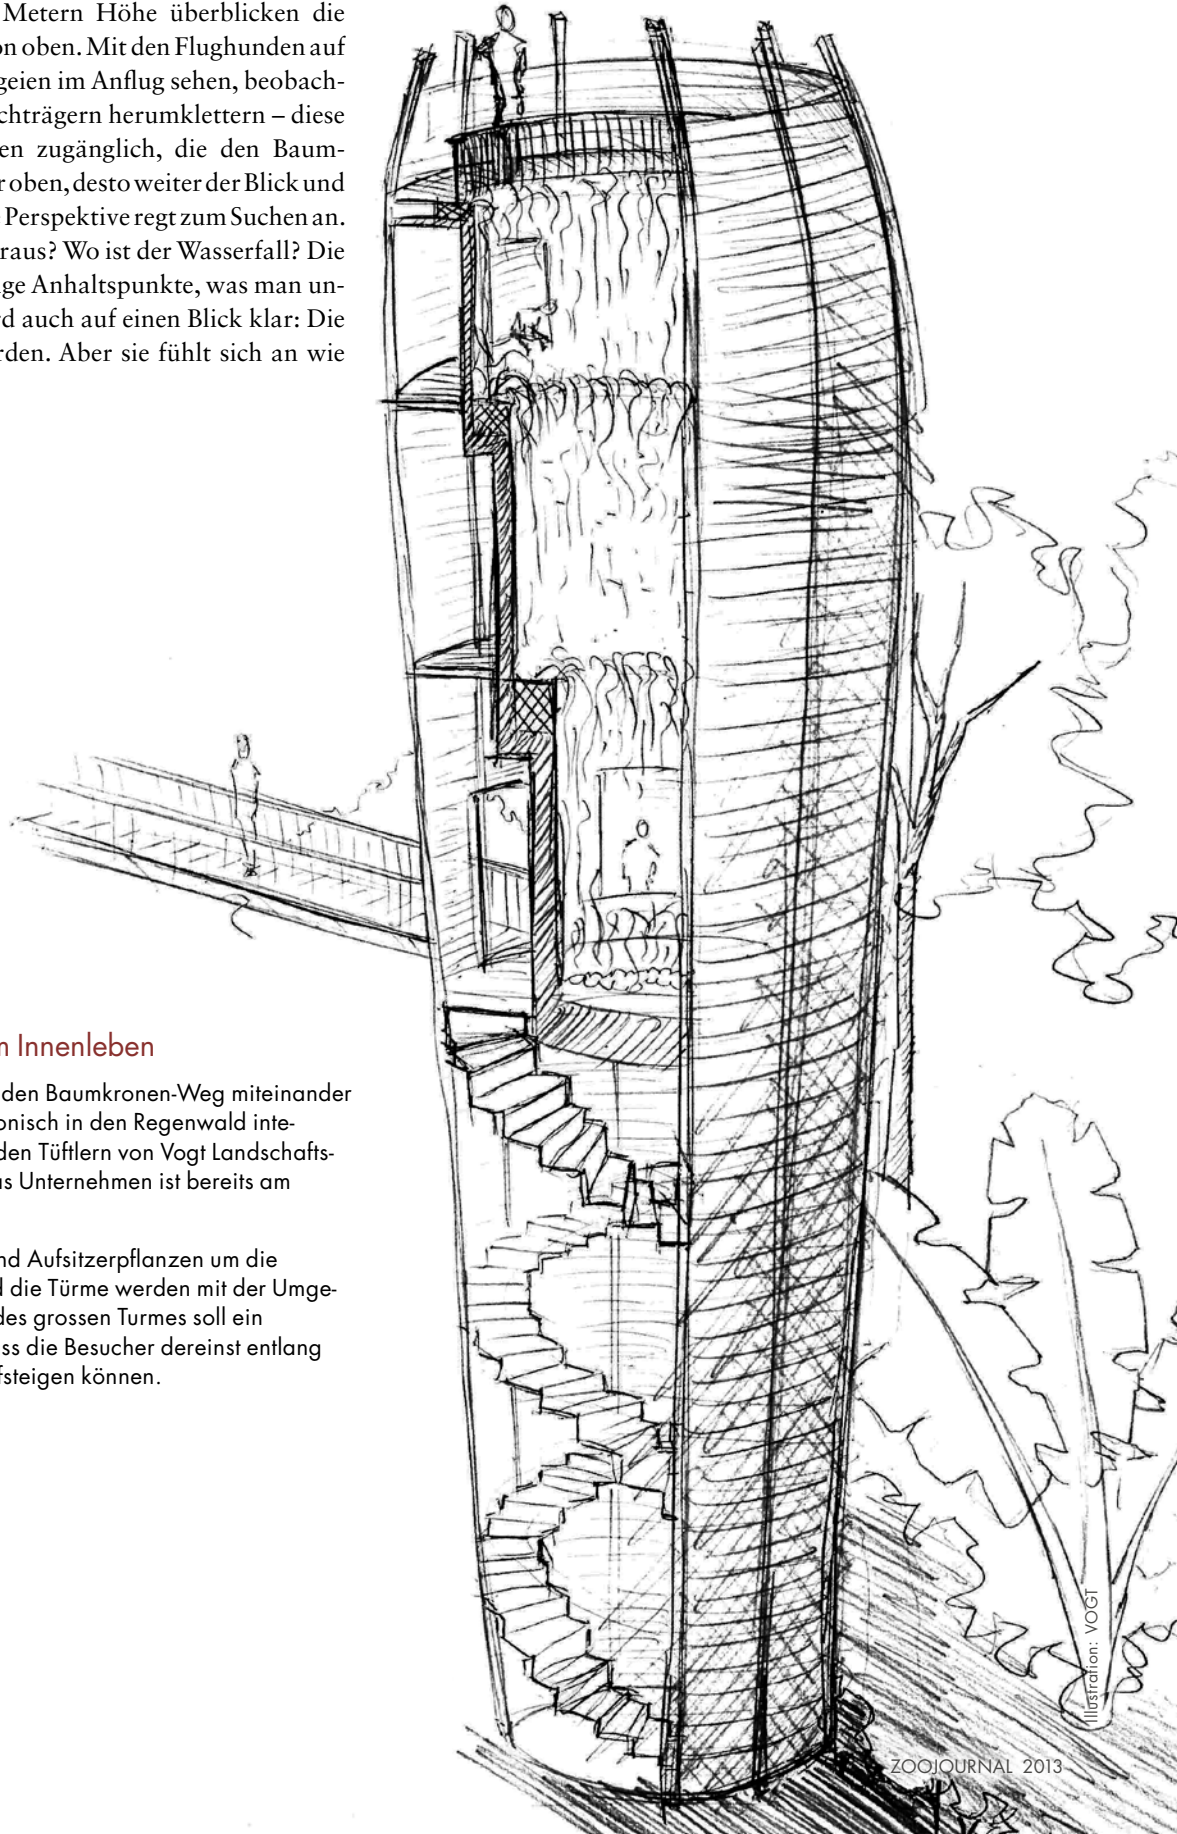 Metern Höhe überblicken die
on oben. Mit den Flughunden auf
geien im Anflug sehen, beobach-
chträgern herumklettern – diese
en zugänglich, die den Baum-
r oben, desto weiter der Blick und
Perspektive regt zum Suchen an.
raus? Wo ist der Wasserfall? Die
ge Anhaltspunkte, was man un-
rd auch auf einen Blick klar: Die
rden. Aber sie fühlt sich an wie
m Innenleben
den Baumkronen-Weg miteinander
onisch in den Regenwald inte-
den Tüftlern von Vogt Landschafts-
as Unternehmen ist bereits am
nd Aufsitzerpflanzen um die
d die Türme werden mit der Umge-
des grossen Turmes soll ein
ss die Besucher dereinst entlang
fsteigen können.
Illustration: VOGT
ZOOJOURNAL 2013